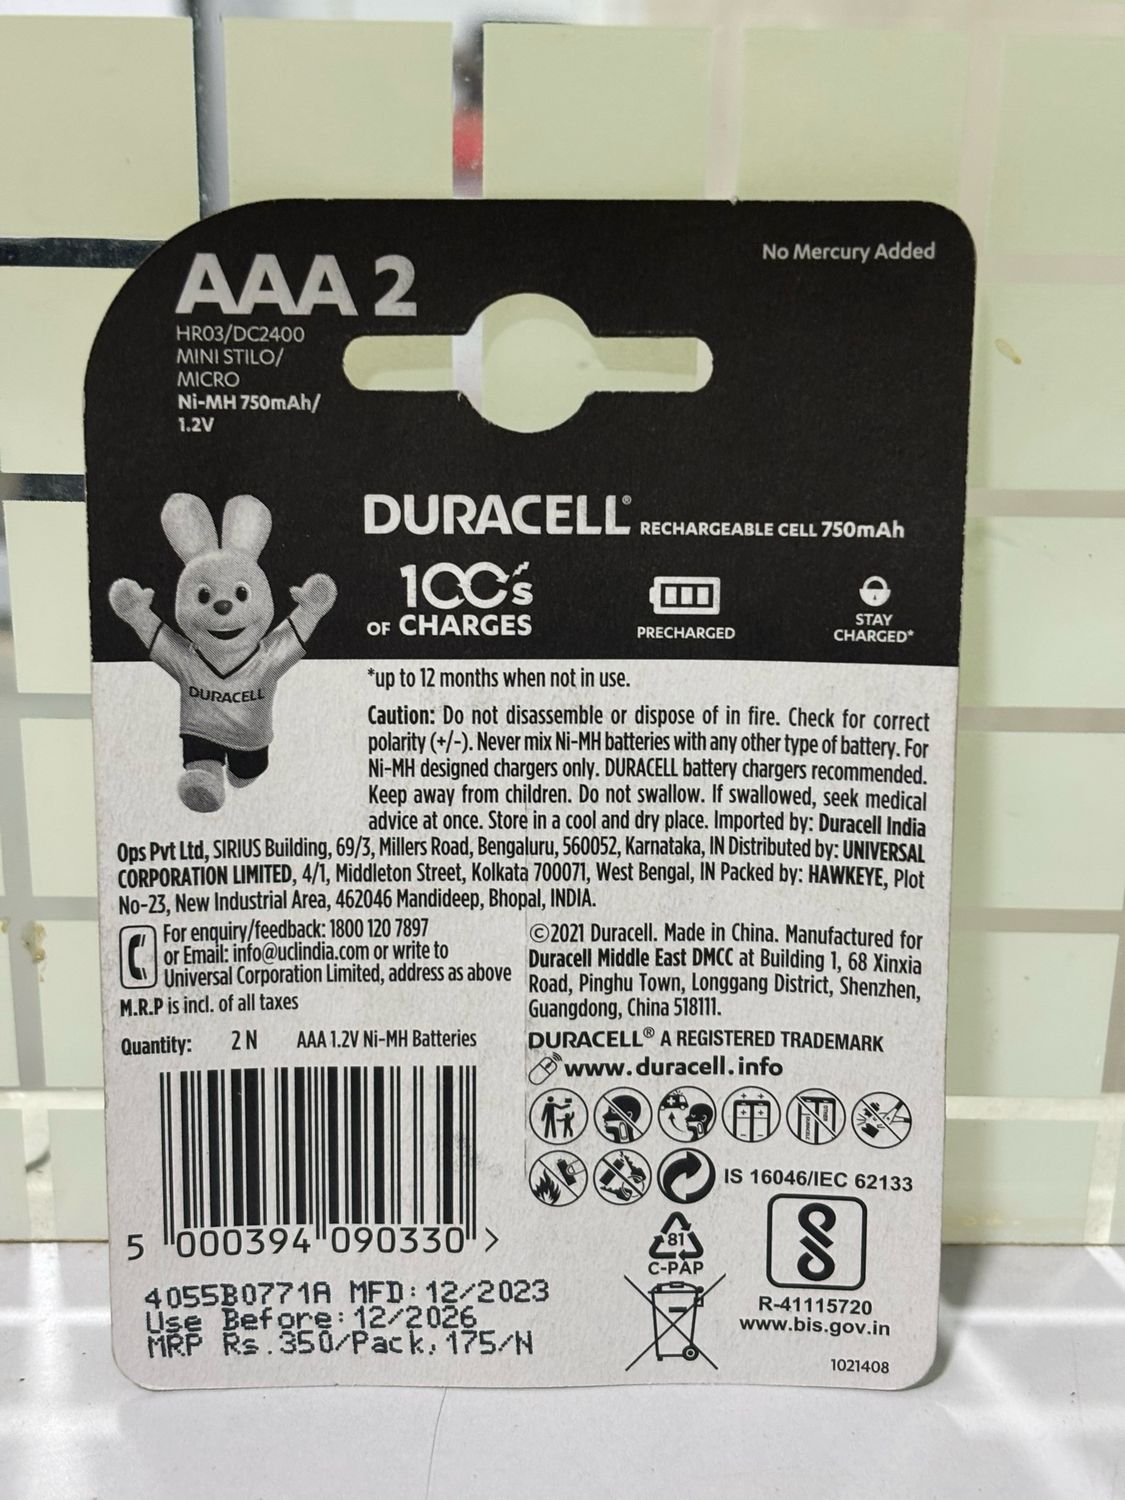 AAA 2
No Mercury Added
HR03/DC2400
MINI STILO/
MICRO
Ni-MH 750mAh/
1.2V
DURACELL® RECHARGEABLE CELL 750mAh
100's
OF CHARGES
PRECHARGED
STAY
CHARGED*
DURACELL
*up to 12 months when not in use.
Caution: Do not disassemble or dispose of in fire. Check for correct
polarity (+/-). Never mix Ni-MH batteries with any other type of battery. For
Ni-MH designed chargers only. DURACELL battery chargers recommended.
Keep away from children. Do not swallow. If swallowed, seek medical
advice at once. Store in a cool and dry place. Imported by: Duracell India
Ops Pvt Ltd, SIRIUS Building, 69/3, Millers Road, Bengaluru, 560052, Karnataka, IN Distributed by: UNIVERSAL
CORPORATION LIMITED, 4/1, Middleton Street, Kolkata 700071, West Bengal, IN Packed by: HAWKEYE, Plot
No-23, New Industrial Area, 462046 Mandideep, Bhopal, INDIA.
For enquiry/feedback: 1800 120 7897
or Email: info@uclindia.com or write to
Universal Corporation Limited, address as above
M.R.P is incl. of all taxes
Quantity: 2 N AAA 1.2V Ni-MH Batteries
©2021 Duracell. Made in China. Manufactured for
Duracell Middle East DMCC at Building 1, 68 Xinxia
Road, Pinghu Town, Longgang District, Shenzhen,
Guangdong, China 518111.
DURACELL® A REGISTERED TRADEMARK
www.duracell.info
IS 16046/IEC 62133
81
C-PAP
R-41115720
www.bis.gov.in
1021408
5 000394 090330 >
4055B0771A MFD:12/2023
Use Before:12/2026
MRP Rs.350/Pack, 175/N